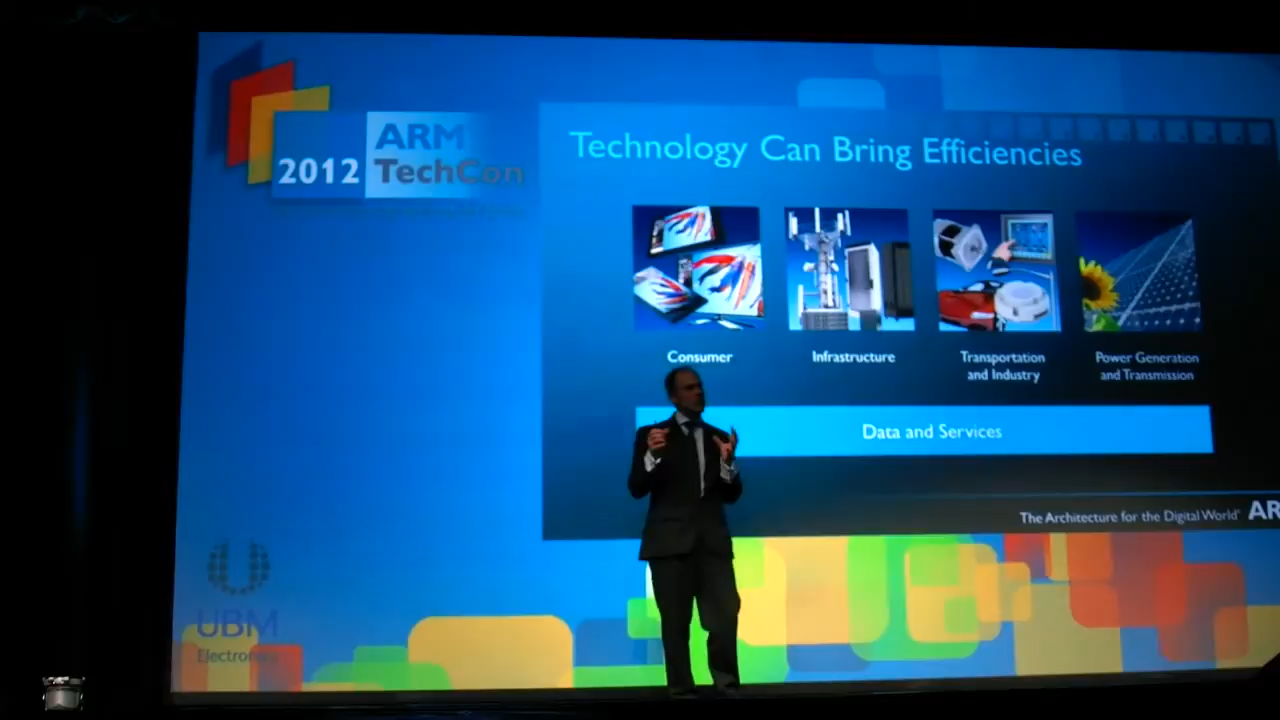 ARM
2012 TechCon
Technology Can Bring Efficiencies
Consumer
Infrastructure
Transportation
and Industry
Power Generation
and Transmission
Data and Services
The Architecture for the Digital World® AR
UBM
Electronics